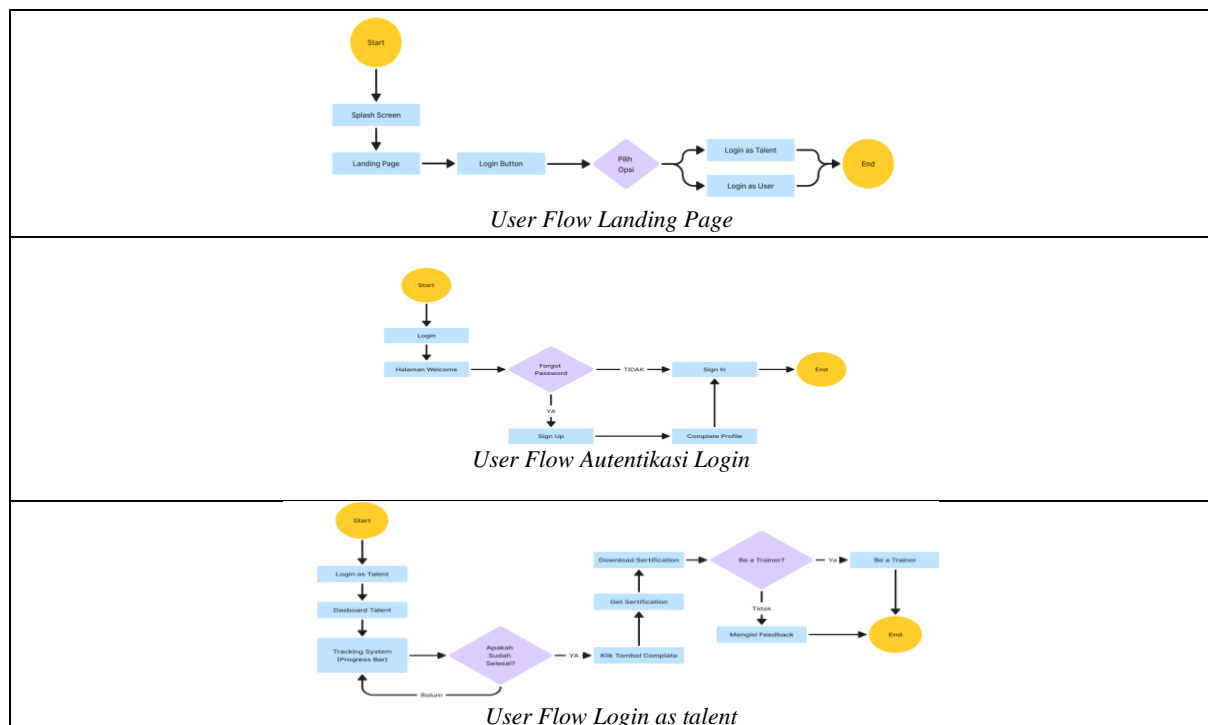 Start
Splash Screen
Landing Page
Login Button
Pilih
Opsi
Login as Talent
Login as User
End
User Flow Landing Page
Start
Login
Halaman Welcome
Forgot
Password
TIDAK
Sign In
End
YA
Sign Up
Complate Profile
User Flow Autentikasi Login
Start
Login as Talent
Dasboard Talent
Tracking System
(Progress Bar)
Apakah
Sudah
Selesai?
Belum
YA
Klik Tombol Complate
Get Sertification
Download Sertification
Be a Trainer?
Ya
Be a Trainer
Tidak
Mengisi Feedback
End
User Flow Login as talent